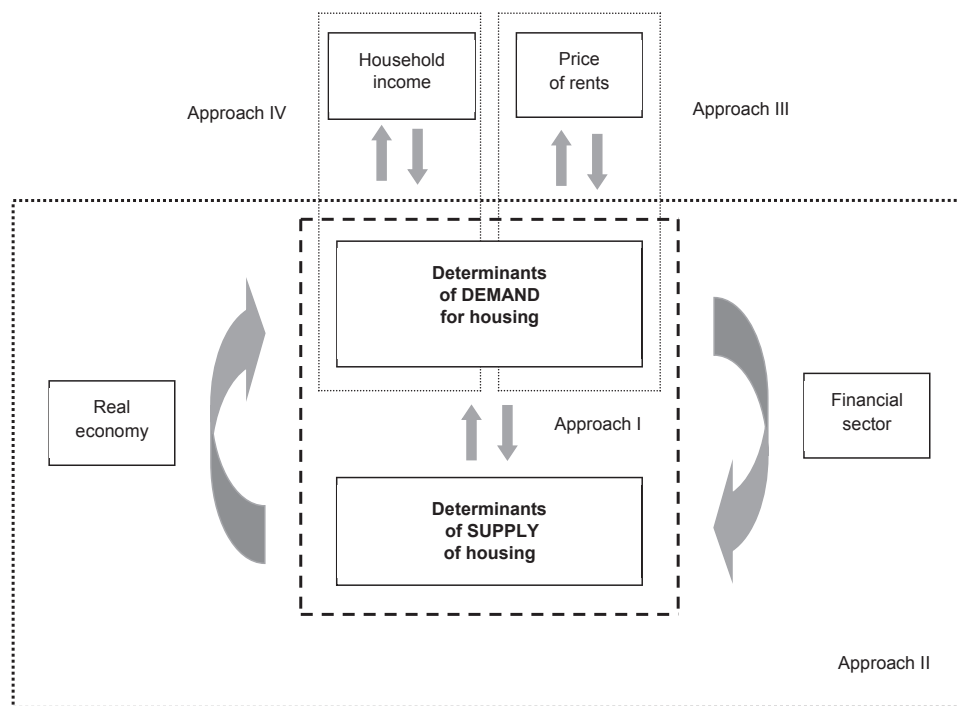 Household
income
Price
of rents
Approach IV
Approach III
Determinants
of DEMAND
for housing
Real
economy
Financial
sector
Approach I
Determinants
of SUPPLY
of housing
Approach II